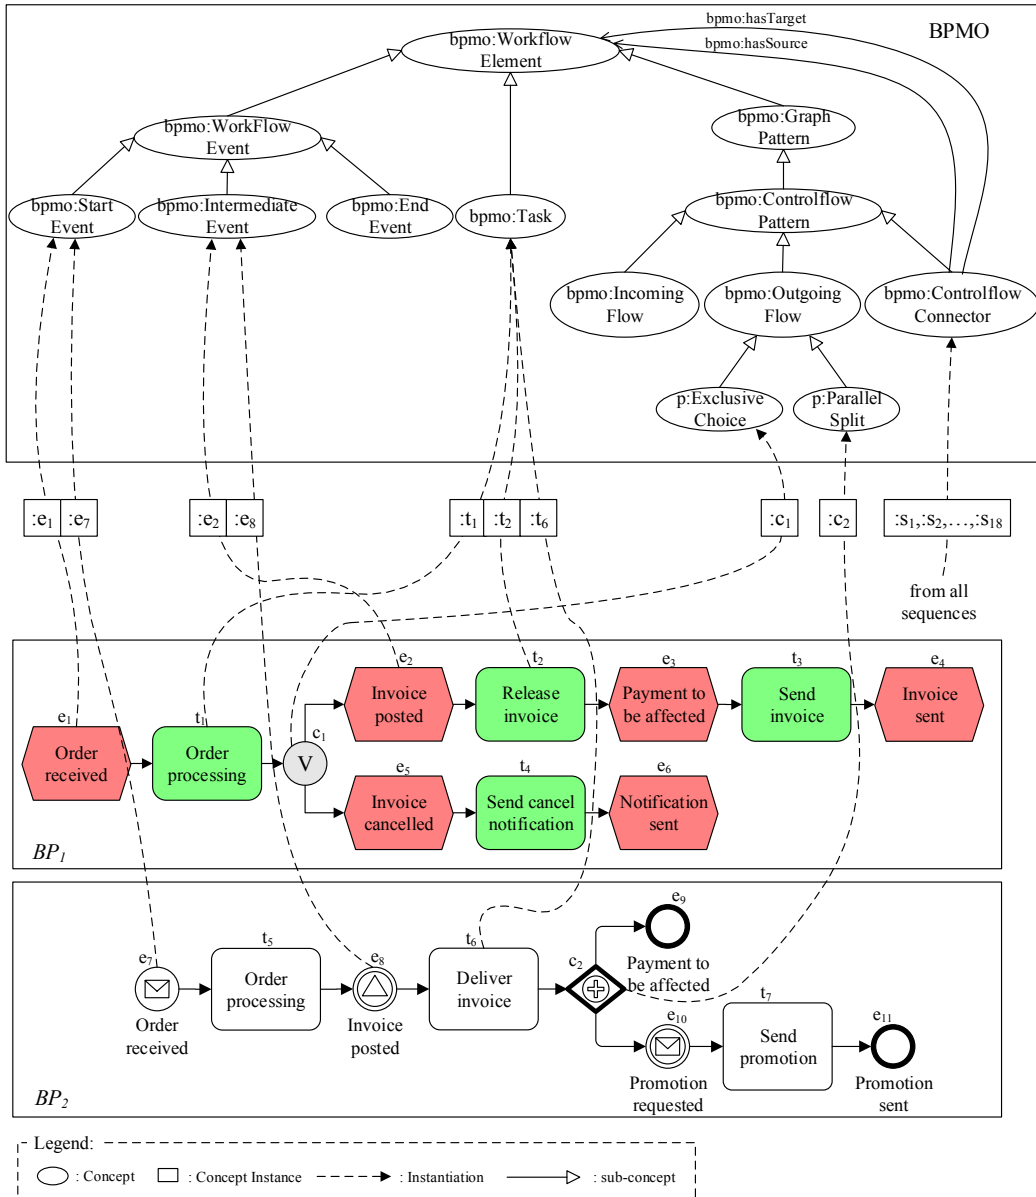 bpmo:hasTarget
BPMO
bpmo:Workflow
Element
bpmo:hasSource
bpmo:WorkFlow
Event
bpmo:Graph
Pattern
bpmo:Start
Event
bpmo:Intermediate
Event
bpmo:End
Event
bpmo:Task
bpmo:Controlflow
Pattern
bpmo:Incoming
Flow
bpmo:Outgoing
Flow
bpmo:Controlflow
Connector
p:Exclusive
Choice
p:Parallel
Split
:e1 :e7
:e2 :e8
:t1 :t2 :t6
:c1
:c2
:s1,:s2,…,:s18
from all
sequences
e1
Order
received
t1
Order
processing
c1
V
e2
Invoice
posted
t2
Release
invoice
e3
Payment to
be affected
t3
Send
invoice
e4
Invoice
sent
e5
Invoice
cancelled
t4
Send cancel
notification
e6
Notification
sent
BP1
e7
Order
received
t5
Order
processing
e8
Invoice
posted
t6
Deliver
invoice
c2
e9
Payment to
be affected
e10
Promotion
requested
t7
Send
promotion
e11
Promotion
sent
BP2
Legend:
: Concept
: Concept Instance
: Instantiation
: sub-concept